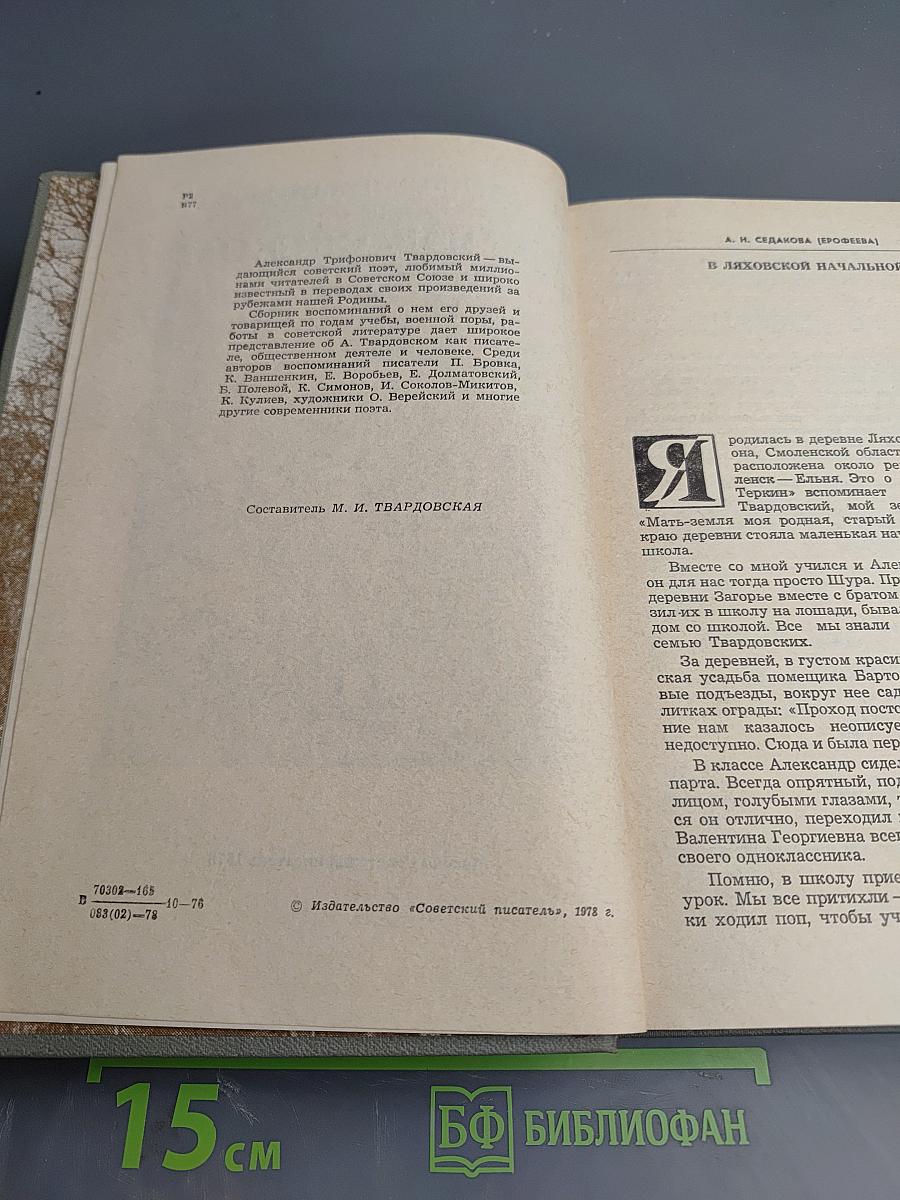 Р2
В77
Александр Трифонович Твардовский — вы-
дающийся советский поэт, любимый миллио-
нами читателей в Советском Союзе и широко
известный в переводах своих произведений за
рубежами нашей Родины.
Сборник воспоминаний о нем его друзей и
товарищей по годам учебы, военной поры, ра-
боты в советской литературе дает широкое
представление об А. Твардовском как писате-
ле, общественном деятеле и человеке. Среди
авторов воспоминаний писатели П. Бровка,
К. Ваншенкин, Е. Воробьев, Е. Долматовский,
Б. Полевой, К. Симонов, И. Соколов-Микитов,
К. Кулиев, художники О. Верейский и многие
другие современники поэта.
Составитель М. И. ТВАРДОВСКАЯ
В 70302—165
083(02)—78 10—76
© Издательство «Советский писатель», 1978 г.
А. И. СЕДАКОВА (ЕРОФЕЕВА)
В ЛЯХОВСКОЙ НАЧАЛЬНОЙ
Я родилась в деревне Ляхо
она, Смоленской област
расположена около ре
ленск — Ельня. Это о
Теркин» вспоминает
Твардовский, мой зе
«Мать-земля моя родная, старый
краю деревни стояла маленькая нач
школа.
Вместе со мной учился и Але
он для нас тогда просто Шура. Пр
деревни Загорье вместе с братом
зил их в школу на лошади, быва
дом со школой. Все мы знали
семью Твардовских.
За деревней, в густом краси
ская усадьба помещика Барто
вые подъезды, вокруг нее сад
литках ограды: «Проход посто
ние нам казалось неописуе
недоступно. Сюда и была пер
В классе Александр сидел
парта. Всегда опрятный, под
лицом, голубыми глазами, т
ся он отлично, переходил
Валентина Георгиевна все
своего одноклассника.
Помню, в школу прие
урок. Мы все притихли —
ки ходил поп, чтобы уч
15 см
БФ БИБЛИОФАН